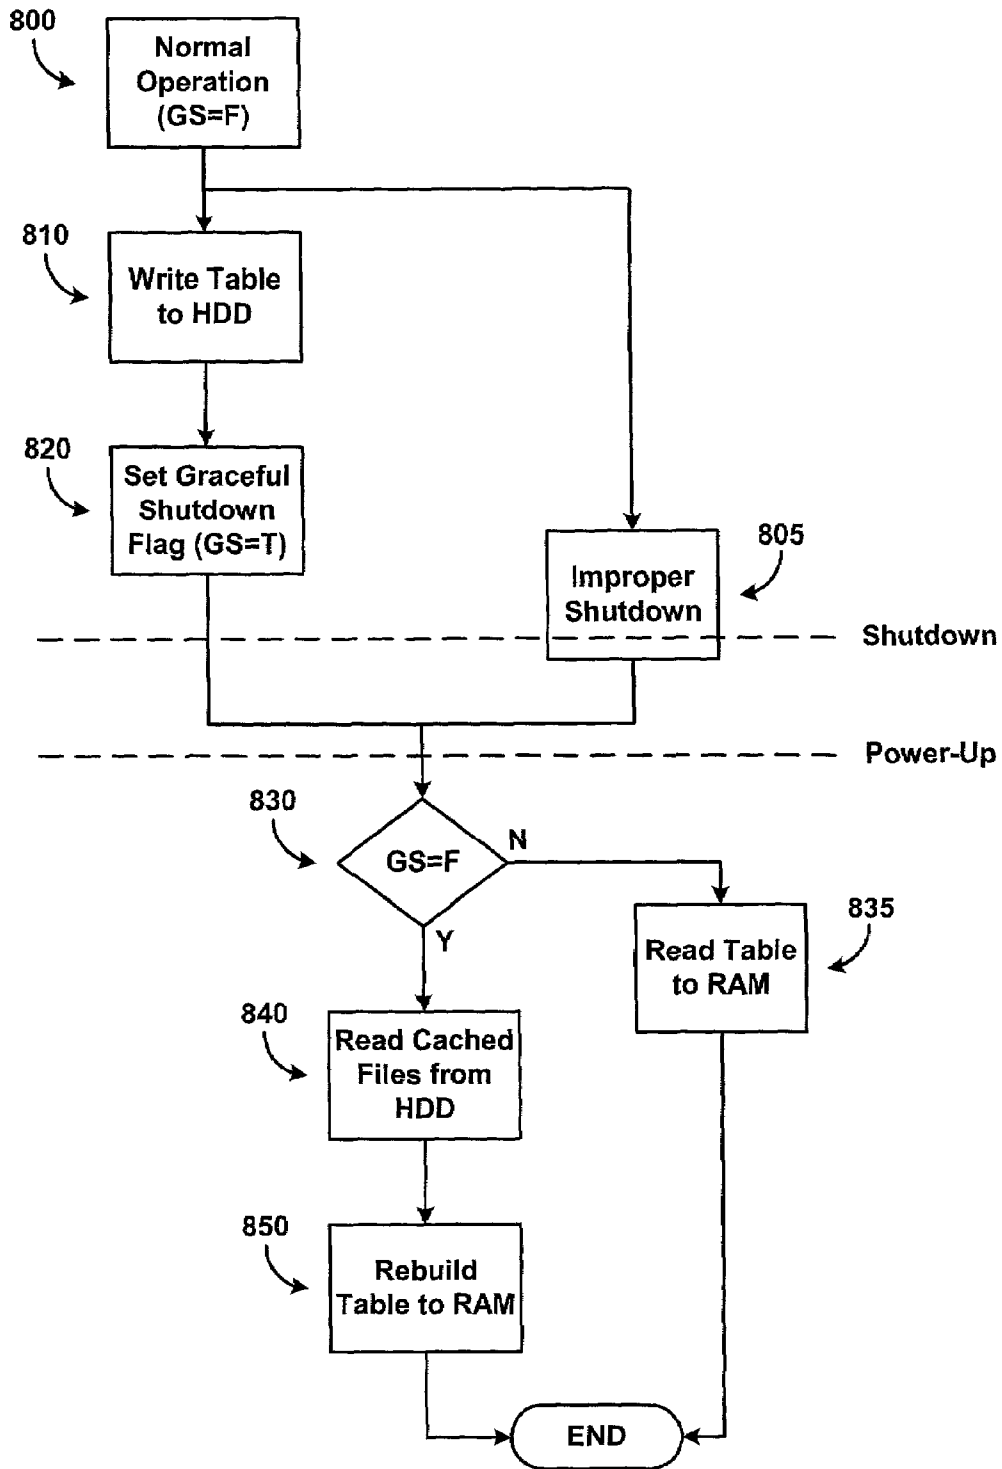 800
Normal
Operation
(GS=F)
810
Write Table
to HDD
820
Set Graceful
Shutdown
Flag (GS=T)
805
Improper
Shutdown
Shutdown
Power-Up
830
GS=F
N
Y
835
Read Table
to RAM
840
Read Cached
Files from
HDD
850
Rebuild
Table to RAM
END